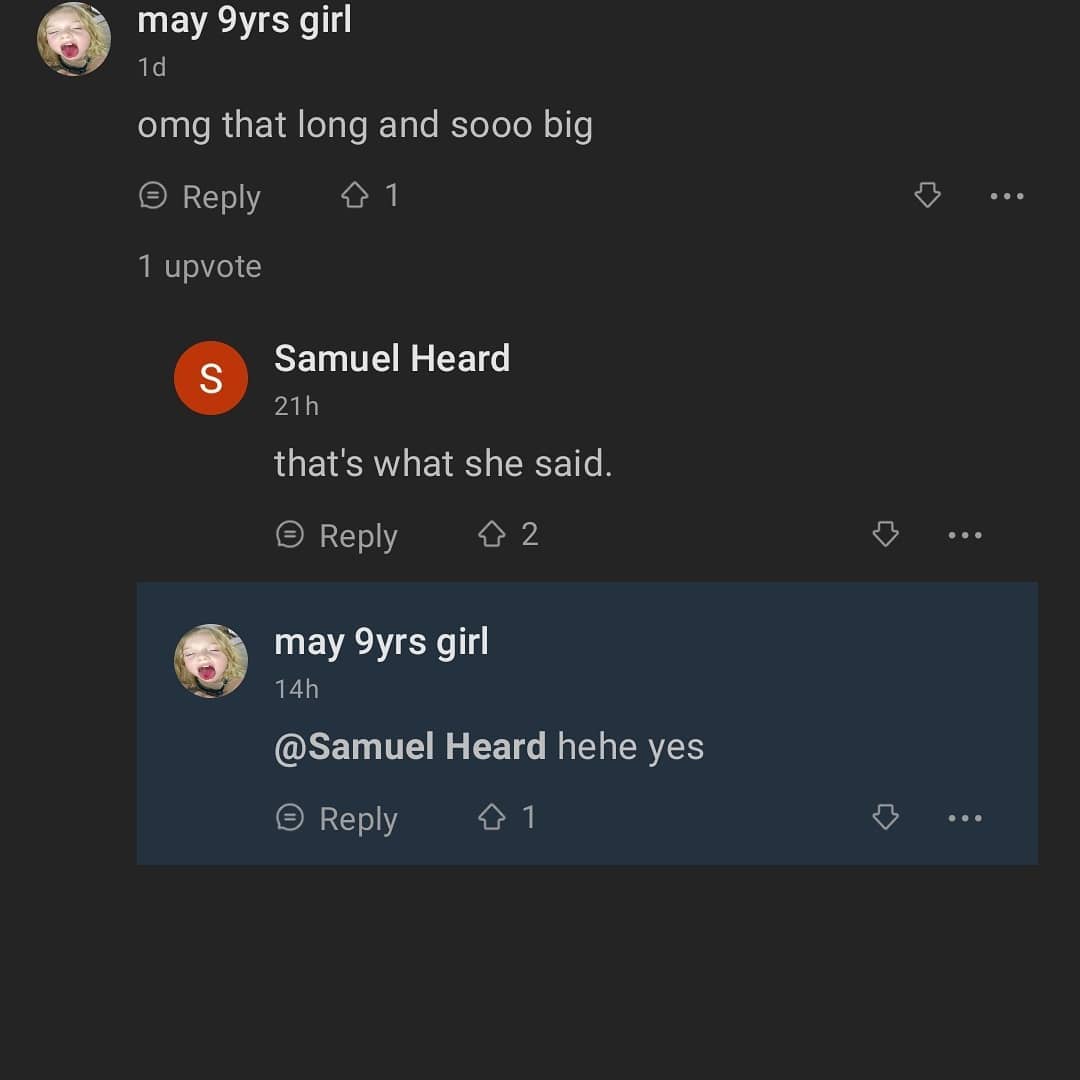 may 9yrs girl
1d
omg that long and sooo big
Reply 1
1 upvote
S
Samuel Heard
21h
that's what she said.
Reply 2
may 9yrs girl
14h
@Samuel Heard hehe yes
Reply 1